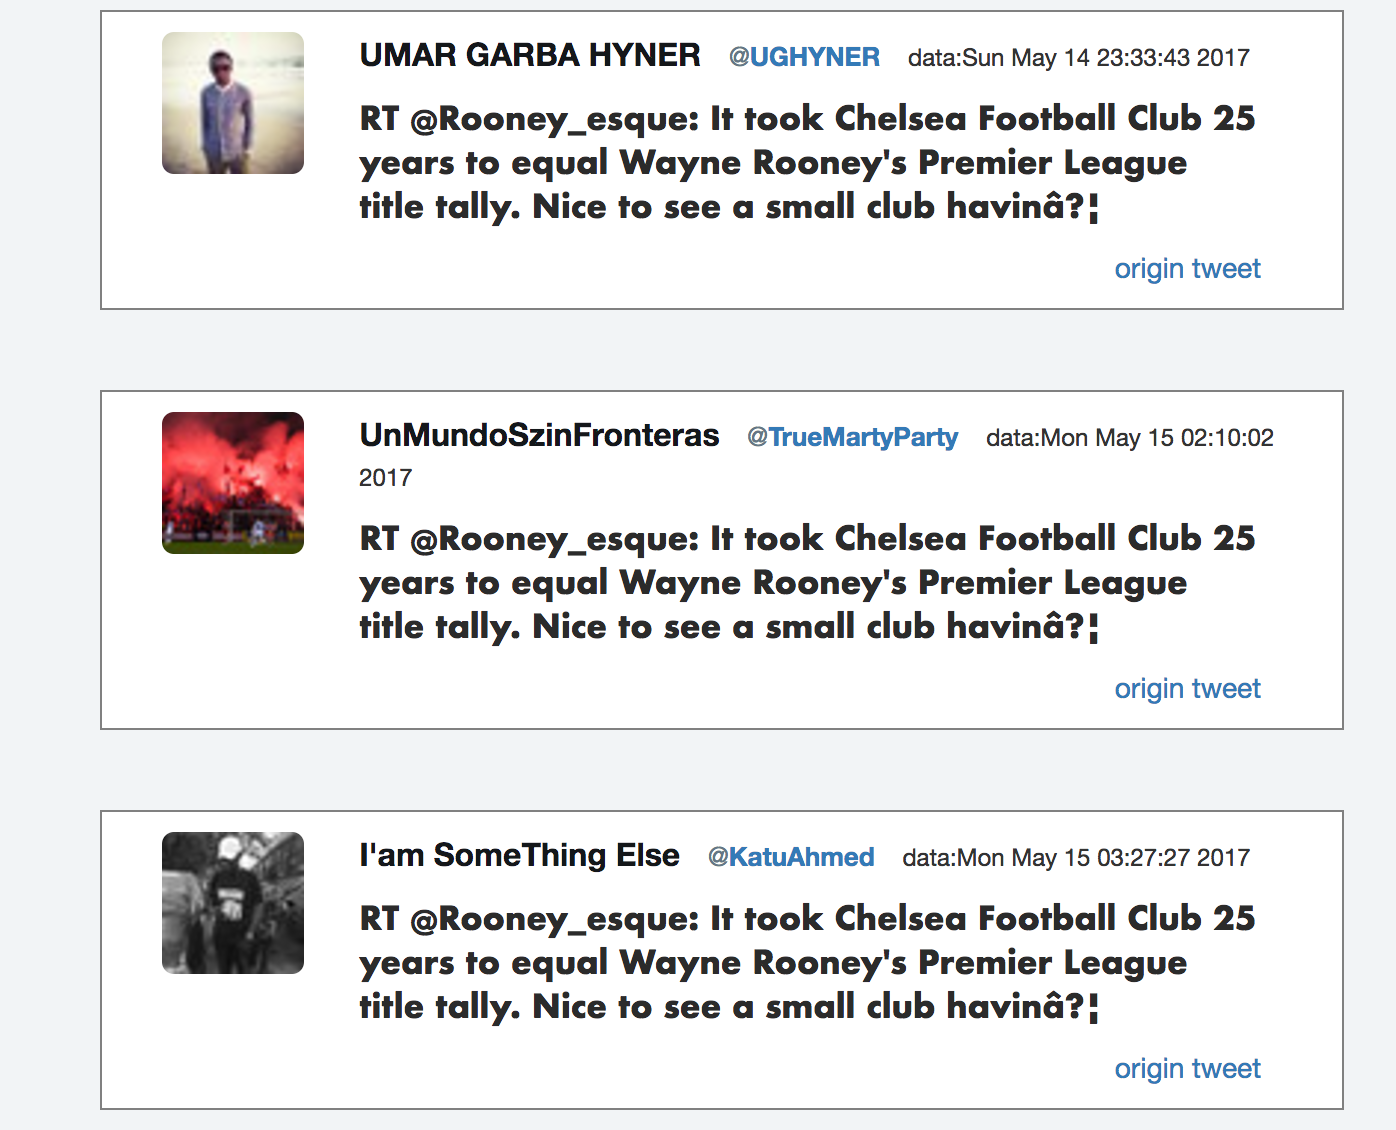 UMAR GARBA HYNER @UGHYNER data:Sun May 14 23:33:43 2017
RT @Rooney_esque: It took Chelsea Football Club 25
years to equal Wayne Rooney's Premier League
title tally. Nice to see a small club havinâ?¦
origin tweet
UnMundoSzinFronteras @TrueMartyParty data:Mon May 15 02:10:02
2017
RT @Rooney_esque: It took Chelsea Football Club 25
years to equal Wayne Rooney's Premier League
title tally. Nice to see a small club havinâ?¦
origin tweet
I'am SomeThing Else @KatuAhmed data:Mon May 15 03:27:27 2017
RT @Rooney_esque: It took Chelsea Football Club 25
years to equal Wayne Rooney's Premier League
title tally. Nice to see a small club havinâ?¦
origin tweet